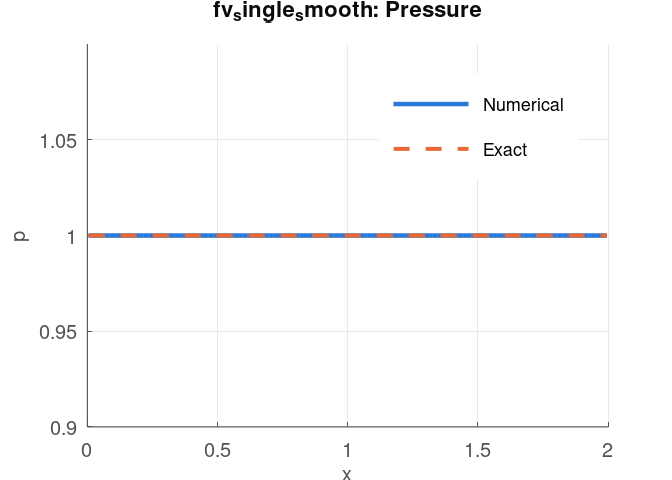 fvsinglesmooth: Pressure
Numerical
Exact
1.05
1
p
0.95
0.9
0 0.5 1 1.5 2
x